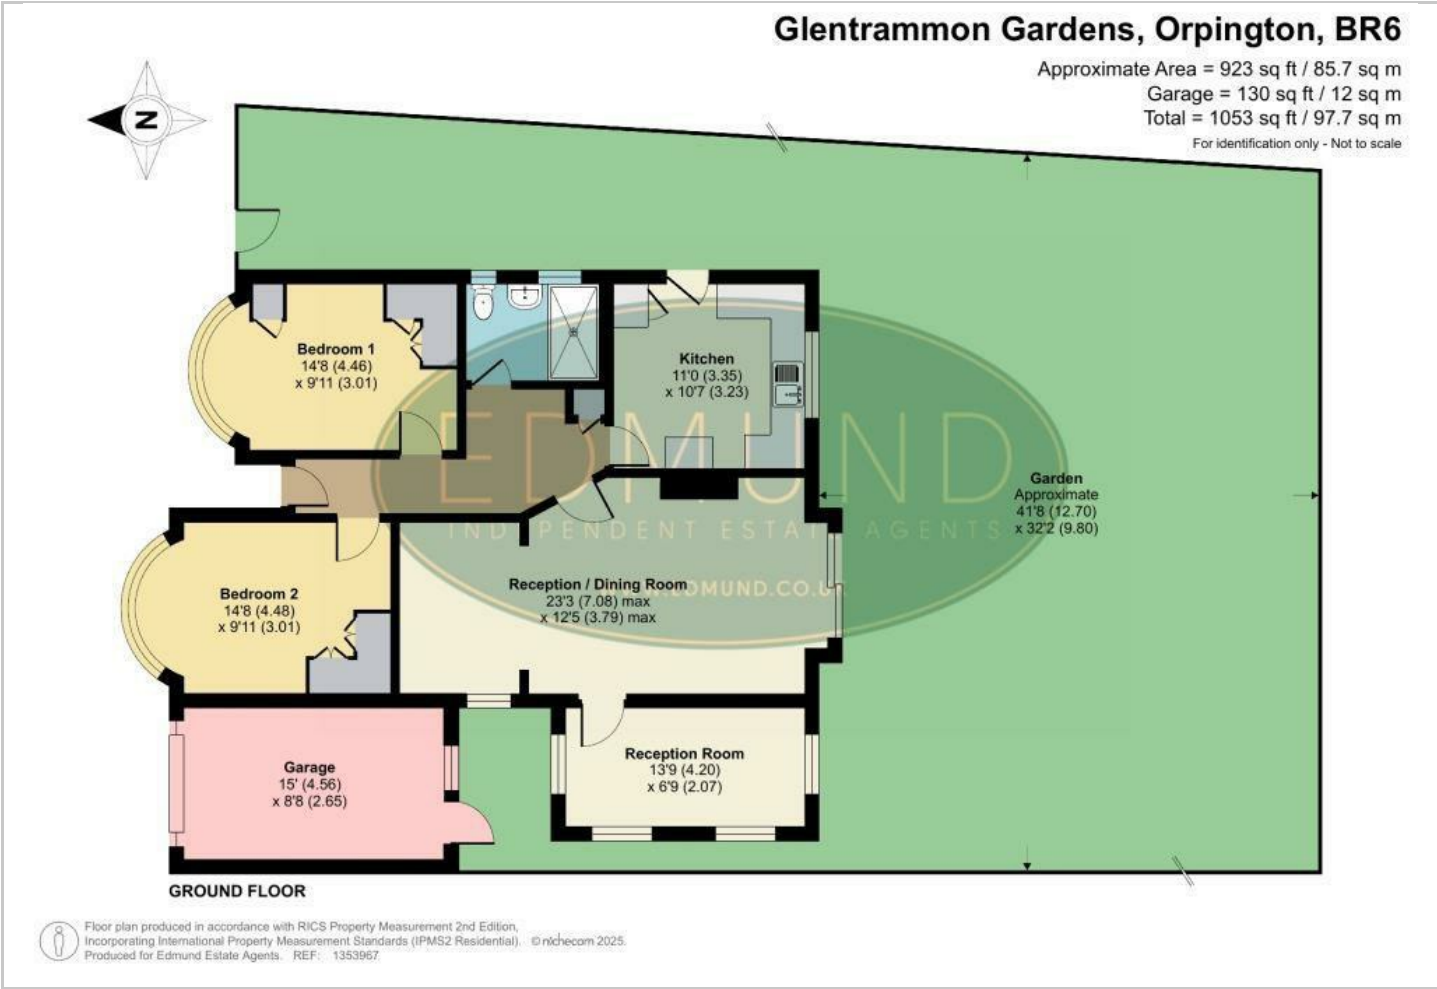 Glentrammon Gardens, Orpington, BR6
Approximate Area = 923 sq ft / 85.7 sq m
Garage = 130 sq ft / 12 sq m
Total = 1053 sq ft / 97.7 sq m
For identification only - Not to scale
N
Bedroom 1
14'8 (4.46)
x 9'11 (3.01)
Kitchen
11'0 (3.35)
x 10'7 (3.23)
EDMUND
INDEPENDENT ESTATE AGENTS
WWW.EDMUND.CO.UK
Garden
Approximate
41'8 (12.70)
x 32'2 (9.80)
Bedroom 2
14'8 (4.48)
x 9'11 (3.01)
Reception / Dining Room
23'3 (7.08) max
x 12'5 (3.79) max
Garage
15' (4.56)
x 8'8 (2.65)
Reception Room
13'9 (4.20)
x 6'9 (2.07)
GROUND FLOOR
Floor plan produced in accordance with RICS Property Measurement 2nd Edition,
Incorporating International Property Measurement Standards (IPMS2 Residential). © nichecom 2025.
Produced for Edmund Estate Agents. REF: 1353967